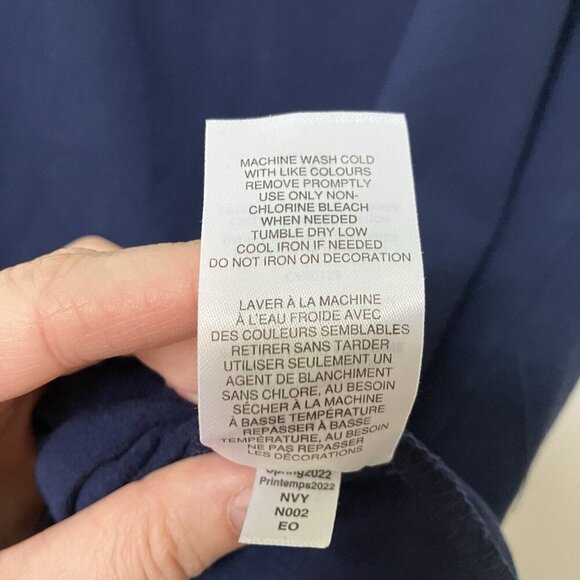 MACHINE WASH COLD
WITH LIKE COLOURS
REMOVE PROMPTLY
USE ONLY NON-
CHLORINE BLEACH
WHEN NEEDED
TUMBLE DRY LOW
COOL IRON IF NEEDED
DO NOT IRON ON DECORATION
LAVER À LA MACHINE
À L'EAU FROIDE AVEC
DES COULEURS SEMBLABLES
RETIRER SANS TARDER
UTILISER SEULEMENT UN
AGENT DE BLANCHIMENT
SANS CHLORE, AU BESOIN
SÉCHER À LA MACHINE
À BASSE TEMPÉRATURE
REPASSER À BASSE
TEMPÉRATURE, AU BESOIN
NE PAS REPASSER
LES DÉCORATIONS
Spring2022
Printemps2022
NVY
N002
EO